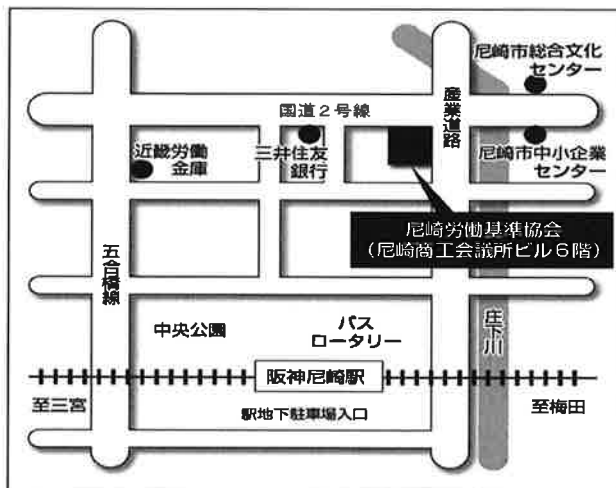 尼崎市総合文化
センター
産業道路
国道2号線
近畿労働
金庫
三井住友
銀行
尼崎市中小企業
センター
尼崎労働基準協会
(尼崎商工会議所ビル6階)
五合橋線
中央公園
バス
ロータリー
庄下川
阪神尼崎駅
至三宮
駅地下駐車場入口
至梅田